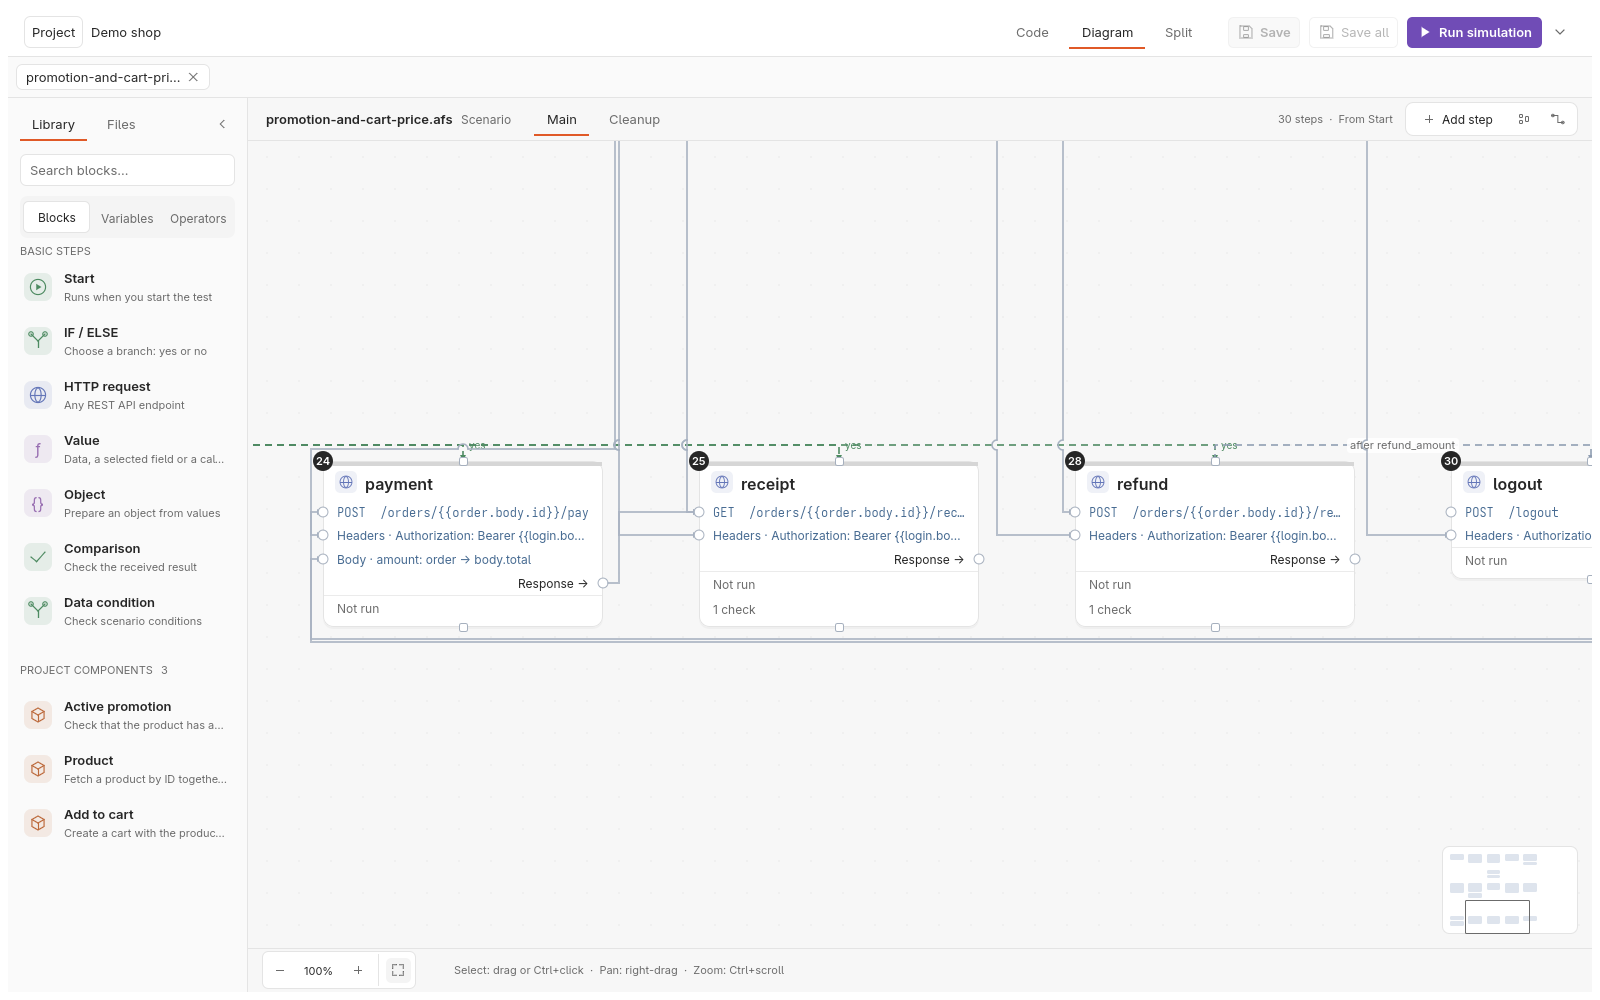 Project
Demo shop
Code
Diagram
Split
Save
Save all
Run simulation
promotion-and-cart-pri...
Library
Files
promotion-and-cart-price.afs Scenario
Main
Cleanup
30 steps · From Start
Add step
Search blocks...
Blocks
Variables
Operators
BASIC STEPS
Start
Runs when you start the test
IF / ELSE
Choose a branch: yes or no
HTTP request
Any REST API endpoint
Value
Data, a selected field or a cal...
Object
Prepare an object from values
Comparison
Check the received result
Data condition
Check scenario conditions
PROJECT COMPONENTS 3
Active promotion
Check that the product has a...
Product
Fetch a product by ID togethe...
Add to cart
Create a cart with the produc...
yes
yes
yes
after refund_amount
24
payment
POST /orders/{{order.body.id}}/pay
Headers · Authorization: Bearer {{login.bo...
Body · amount: order → body.total
Response →
Not run
25
receipt
GET /orders/{{order.body.id}}/rec...
Headers · Authorization: Bearer {{login.bo...
Response →
Not run
1 check
28
refund
POST /orders/{{order.body.id}}/re...
Headers · Authorization: Bearer {{login.bo...
Response →
Not run
1 check
30
logout
POST /logout
Headers · Authorizatio
Not run
100%
Select: drag or Ctrl+click · Pan: right-drag · Zoom: Ctrl+scroll